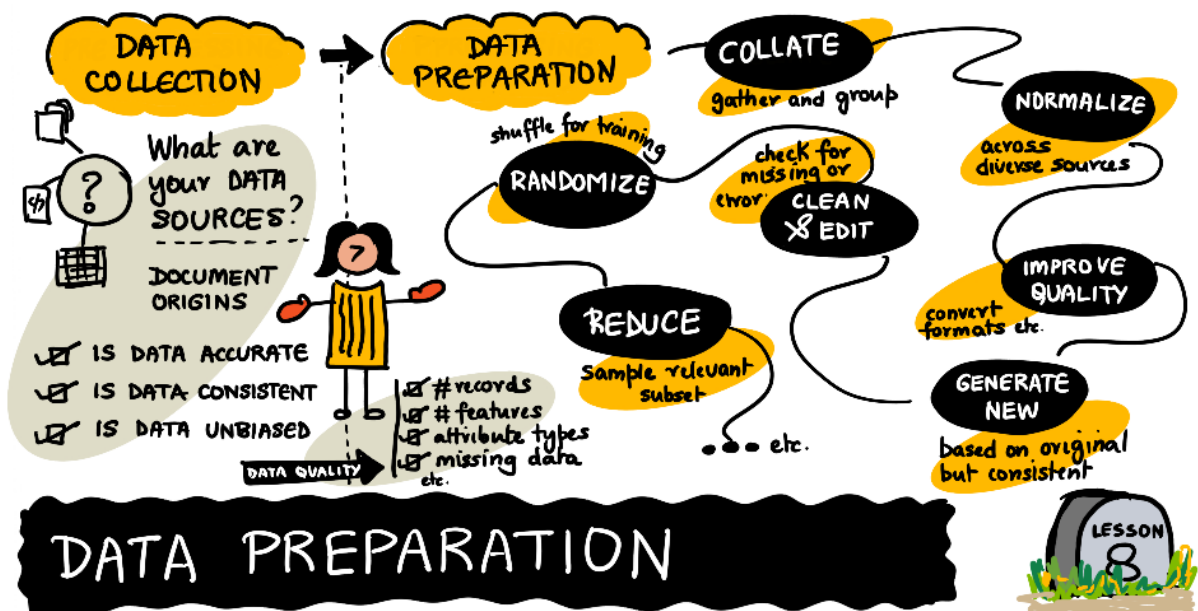 DATA
COLLECTION
What are
your DATA
SOURCES?
?
</>
DOCUMENT
ORIGINS
IS DATA ACCURATE
IS DATA CONSISTENT
IS DATA UNBIASED
DATA QUALITY
#records
#features
attribute types
missing data
etc.
DATA
PREPARATION
COLLATE
gather and group
NORMALIZE
across
diverse sources
IMPROVE
QUALITY
convert
formats etc.
GENERATE
NEW
based on original
but consistent
check for
missing or
error.
CLEAN
& EDIT
shuffle for training
RANDOMIZE
REDUCE
Sample relevant
subset
... etc.
DATA PREPARATION
LESSON
8